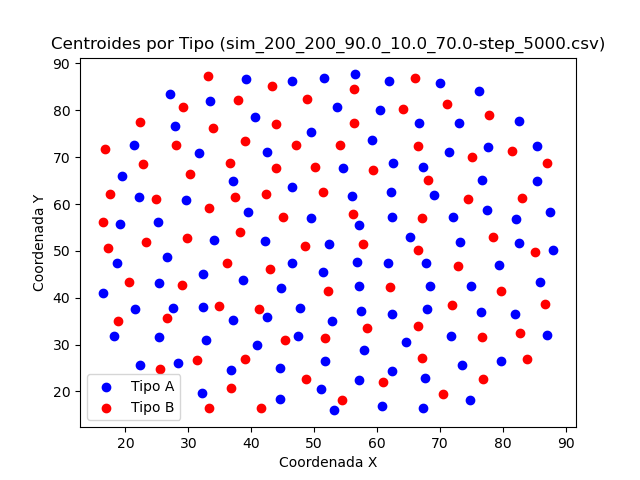 Centroides por Tipo (sim_200_200_90.0_10.0_70.0-step_5000.csv)
90
80
70
60
50
40
30
20
Coordenada Y
Tipo A
Tipo B
20 30 40 50 60 70 80 90
Coordenada X